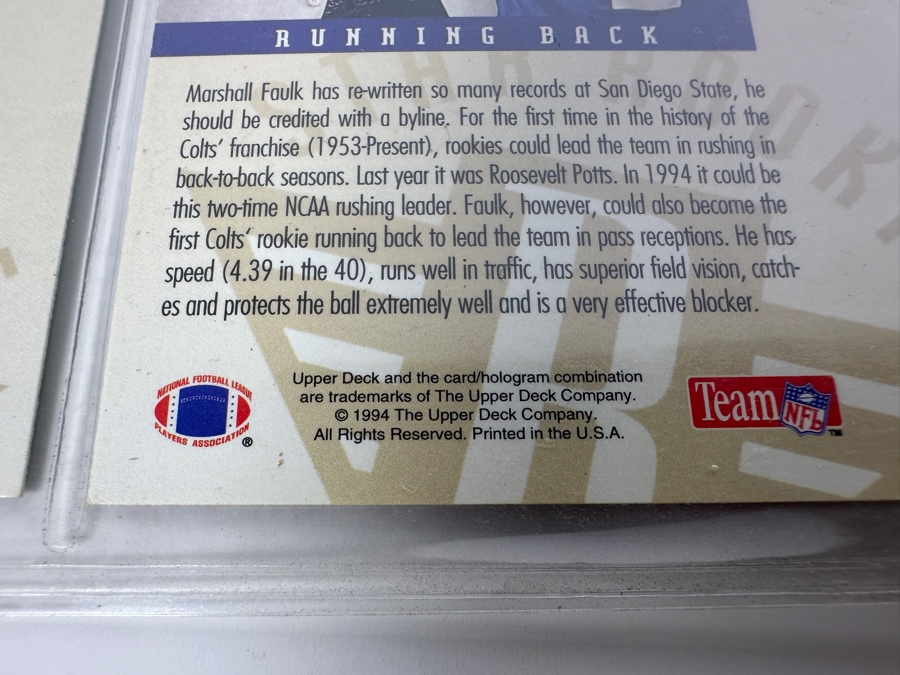 RUNNING BACK
STAR ROOK
Marshall Faulk has re-written so many records at San Diego State, he
should be credited with a byline. For the first time in the history of the
Colts' franchise (1953-Present), rookies could lead the team in rushing in
back-to-back seasons. Last year it was Roosevelt Potts. In 1994 it could be
this two-time NCAA rushing leader. Faulk, however, could also become the
first Colts' rookie running back to lead the team in pass receptions. He has
speed (4.39 in the 40), runs well in traffic, has superior field vision, catch-
es and protects the ball extremely well and is a very effective blocker.
NATIONAL FOOTBALL LEAGUE
PLAYERS ASSOCIATION ®
Upper Deck and the card/hologram combination
are trademarks of The Upper Deck Company.
© 1994 The Upper Deck Company.
All Rights Reserved. Printed in the U.S.A.
Team NFL ™